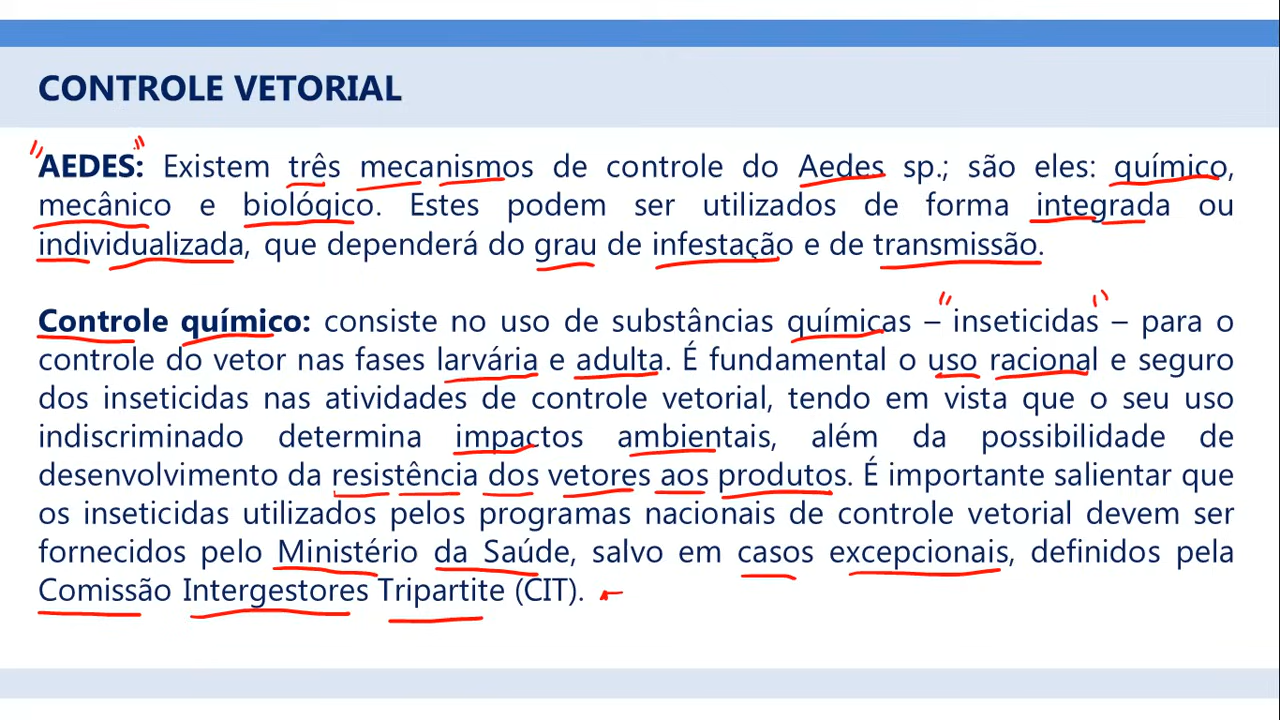 CONTROLE VETORIAL
AEDES: Existem três mecanismos de controle do Aedes sp.; são eles: químico,
mecânico e biológico. Estes podem ser utilizados de forma integrada ou
individualizada, que dependerá do grau de infestação e de transmissão.
Controle químico: consiste no uso de substâncias químicas – inseticidas – para o
controle do vetor nas fases larvária e adulta. É fundamental o uso racional e seguro
dos inseticidas nas atividades de controle vetorial, tendo em vista que o seu uso
indiscriminado determina impactos ambientais, além da possibilidade de
desenvolvimento da resistência dos vetores aos produtos. É importante salientar que
os inseticidas utilizados pelos programas nacionais de controle vetorial devem ser
fornecidos pelo Ministério da Saúde, salvo em casos excepcionais, definidos pela
Comissão Intergestores Tripartite (CIT).